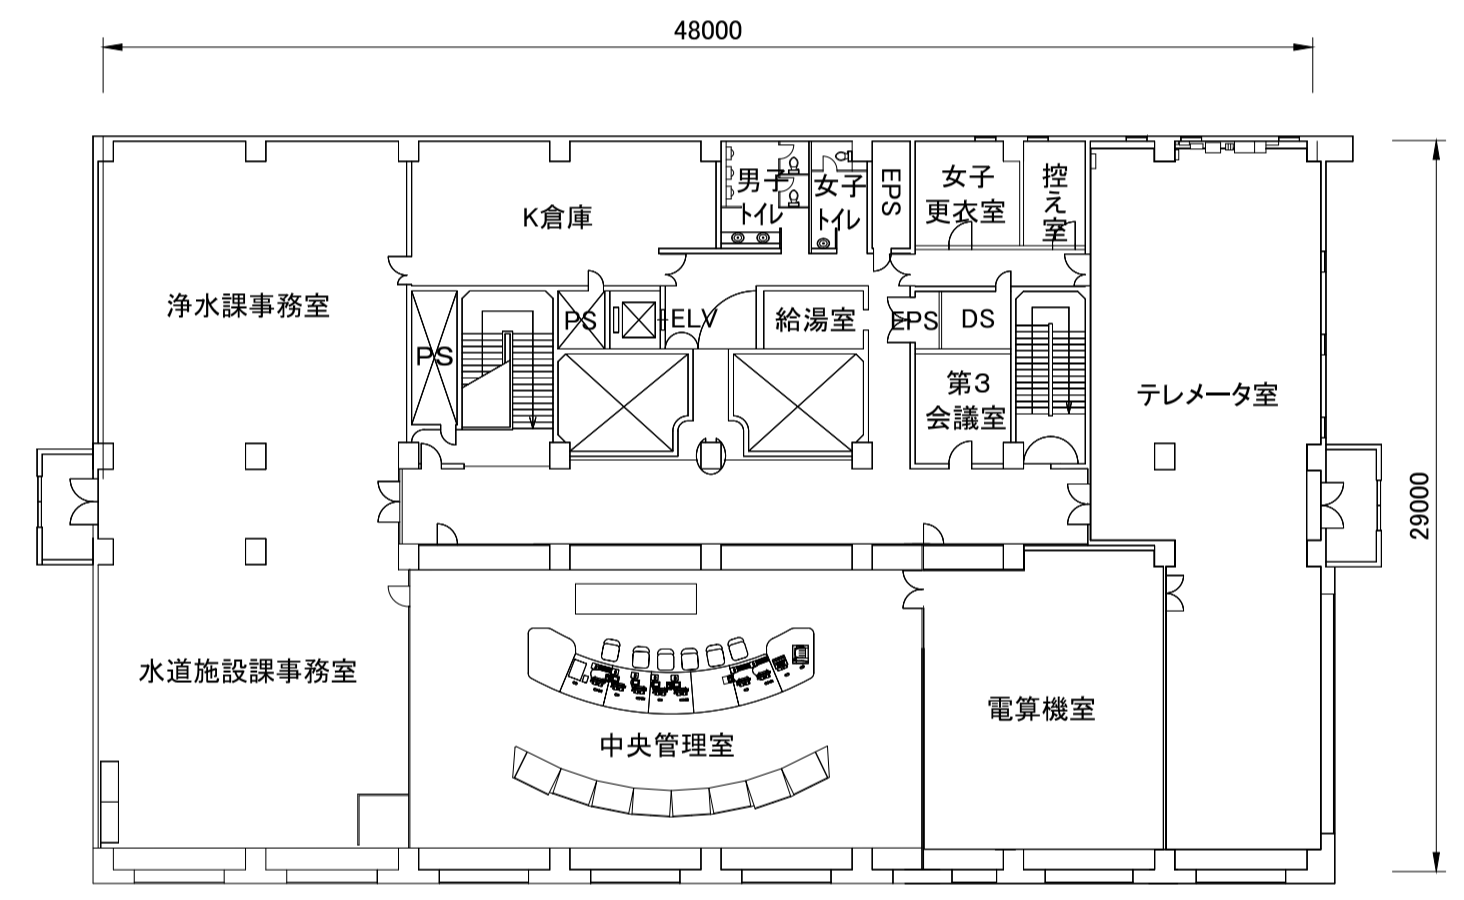 48000
男子
トイレ
女子
トイレ
EPS
女子
更衣室
控え室
K倉庫
浄水課事務室
PS
PS
ELV
給湯室
EPS
DS
第3
会議室
テレメータ室
29000
水道施設課事務室
中央管理室
電算機室